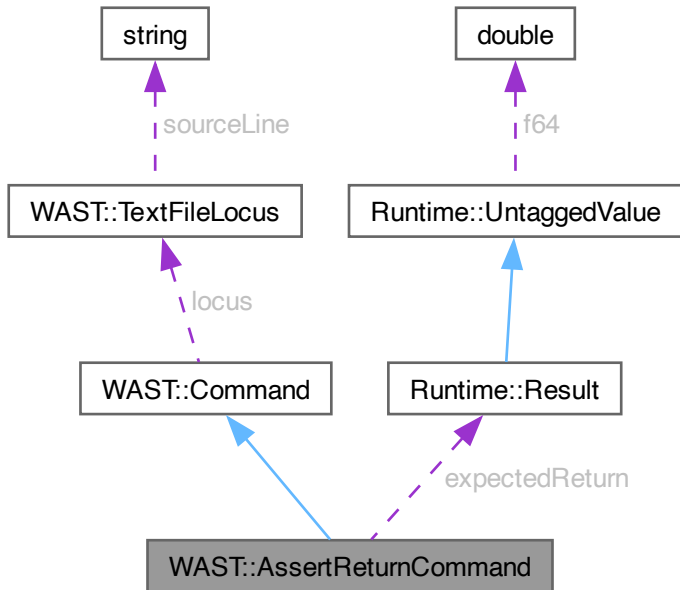 string
double
sourceLine
f64
WAST::TextFileLocus
Runtime::UntaggedValue
locus
WAST::Command
Runtime::Result
expectedReturn
WAST::AssertReturnCommand